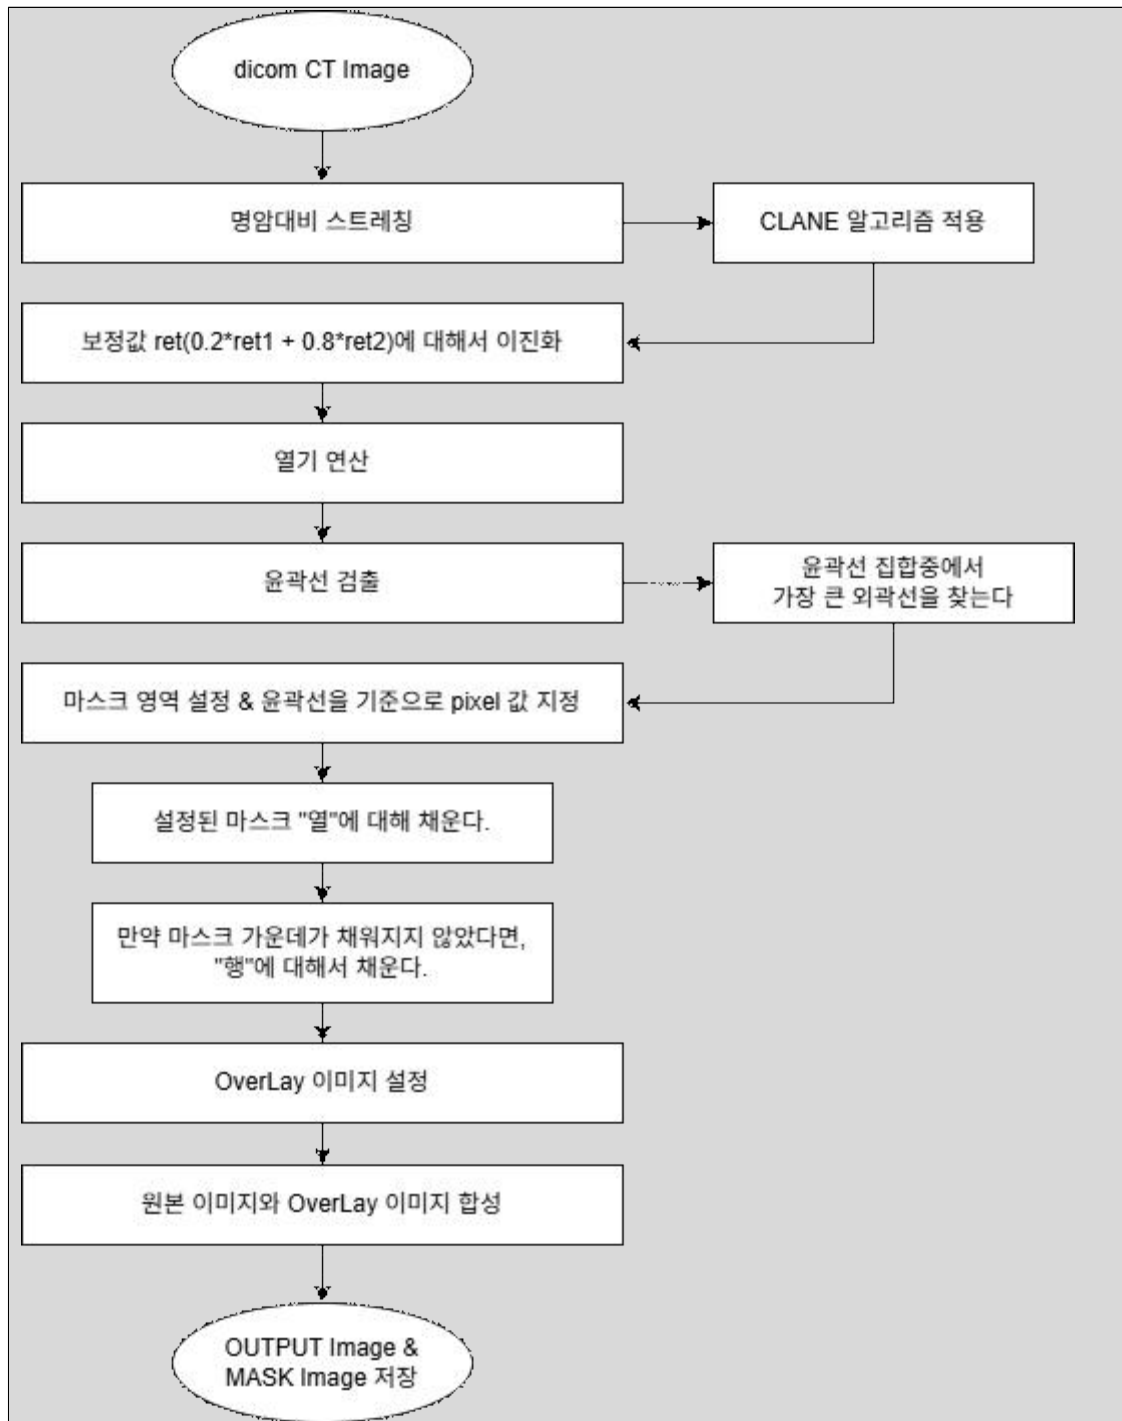 dicom CT Image
명암대비 스트레칭
CLANE 알고리즘 적용
보정값 ret(0.2*ret1 + 0.8*ret2)에 대해서 이진화
열기 연산
윤곽선 검출
윤곽선 집합중에서
가장 큰 외곽선을 찾는다
마스크 영역 설정 & 윤곽선을 기준으로 pixel 값 지정
설정된 마스크 "열"에 대해 채운다.
만약 마스크 가운데가 채워지지 않았다면,
"행"에 대해서 채운다.
OverLay 이미지 설정
원본 이미지와 OverLay 이미지 합성
OUTPUT Image &
MASK Image 저장